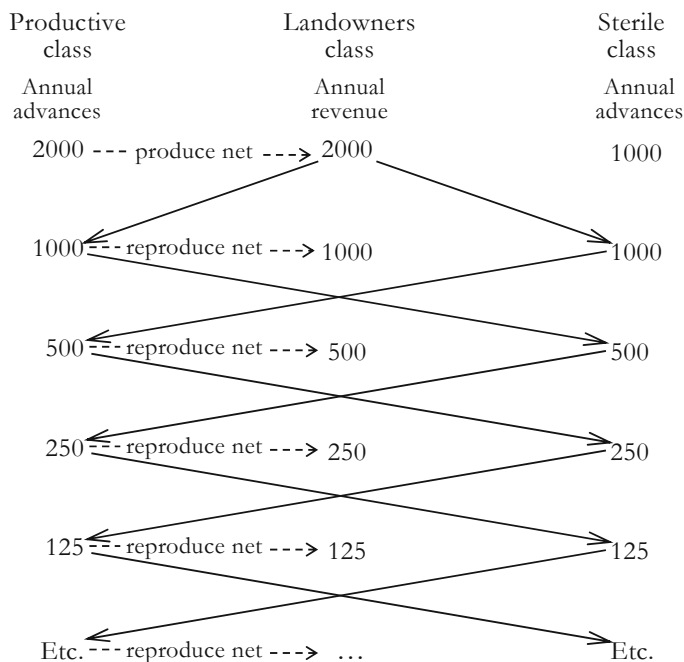 Productive class Landowners class Sterile class
Annual advances Annual revenue Annual advances
2000 produce net 2000 1000
1000 reproduce net 1000 1000
500 reproduce net 500 500
250 reproduce net 250 250
125 reproduce net 125 125
Etc. reproduce net ... Etc.